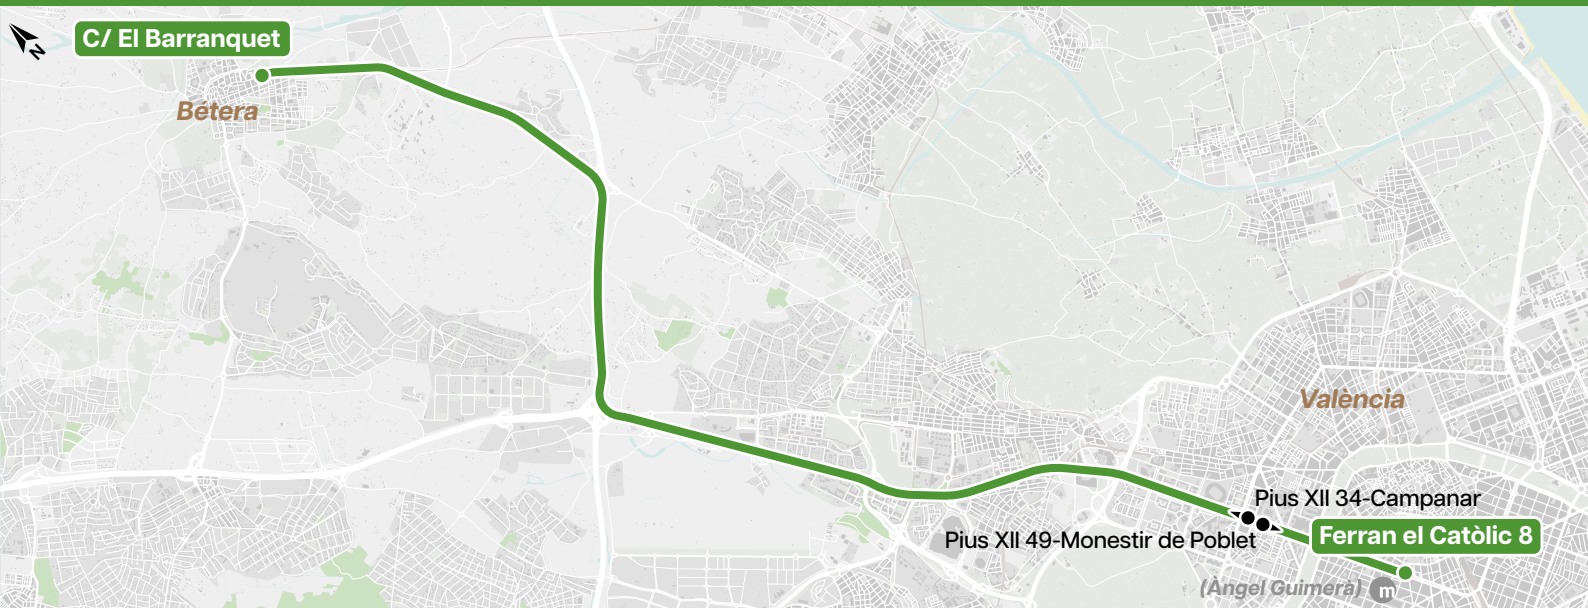 C/ El Barranquet
N
Bétera
València
Pius XII 34-Campanar
Ferran el Catòlic 8
Pius XII 49-Monestir de Poblet
(Àngel Guimerà) m